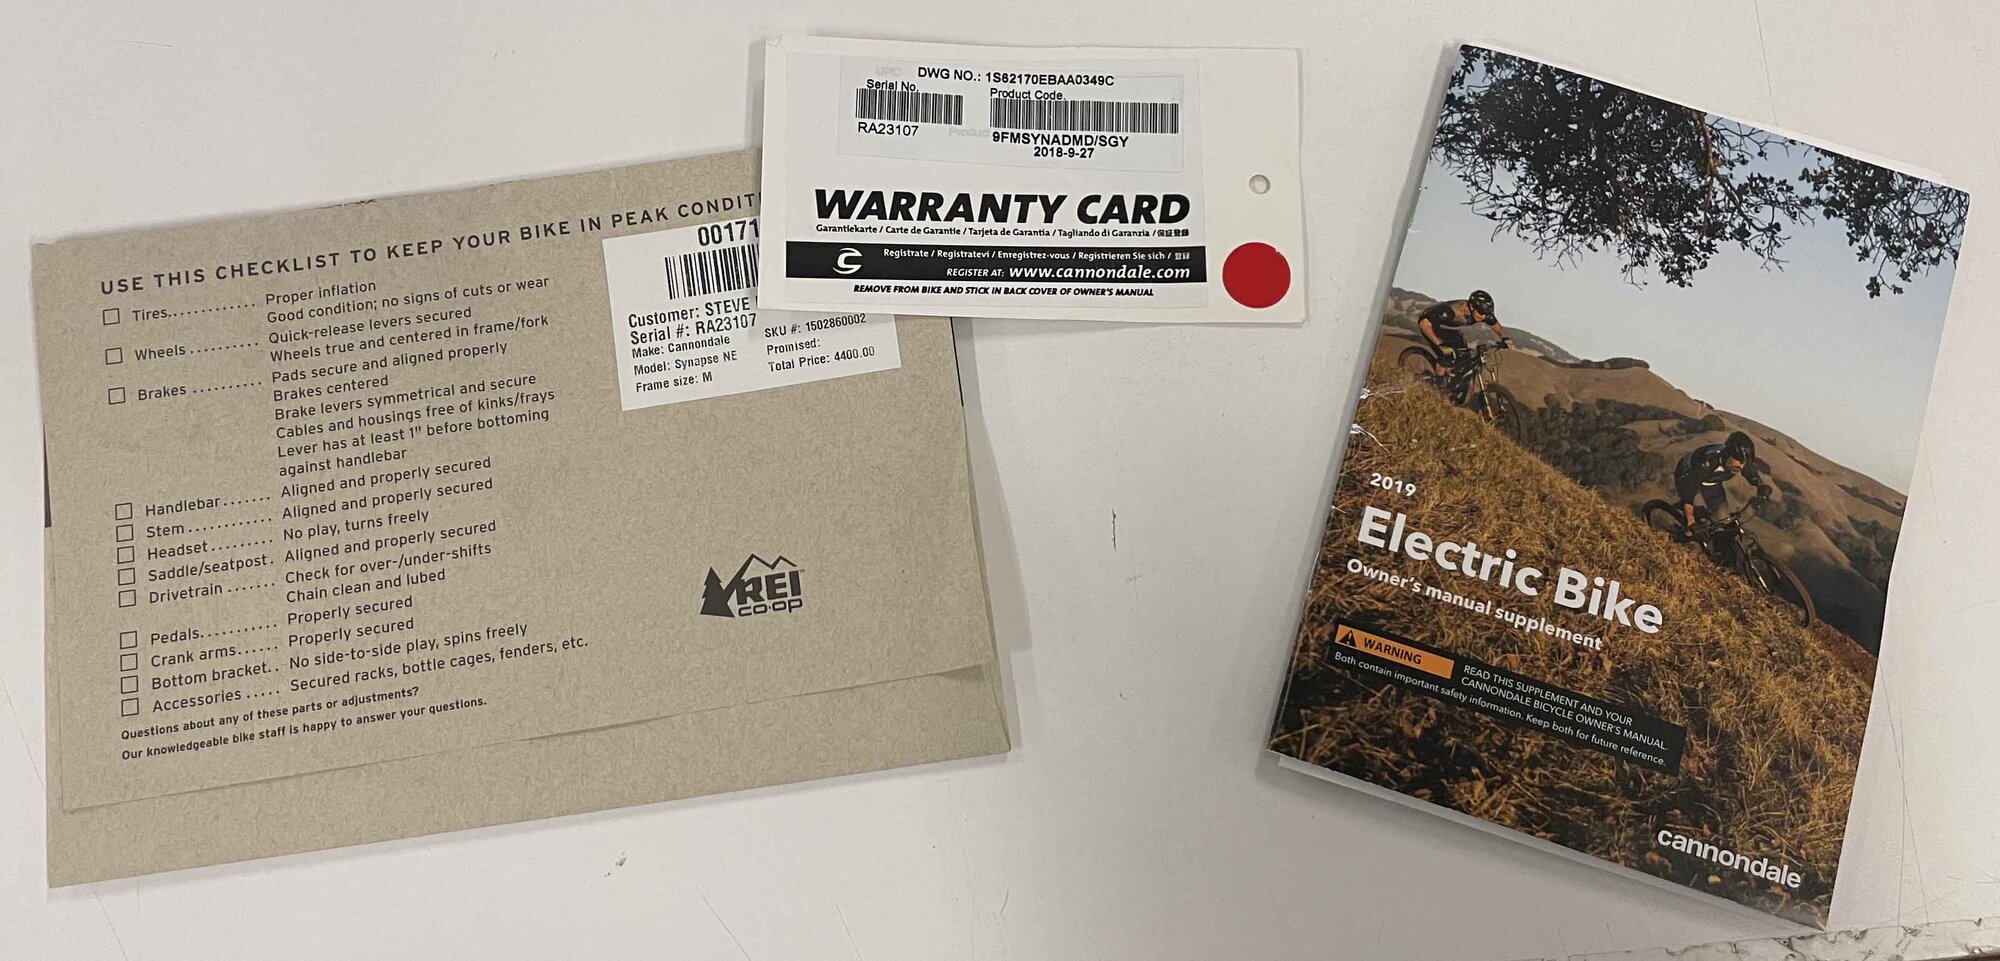 USE THIS CHECKLIST TO KEEP YOUR BIKE IN PEAK
Tires............ Proper inflation
Good condition; no signs of cuts or wear
Wheels .......... Quick-release levers secured
Wheels true and centered in frame/fork
Brakes .......... Pads secure and aligned properly
Brakes centered
Brake levers symmetrical and secure
Cables and housings free of kinks/frays
Lever has at least 1" before bottoming
against handlebar
Handlebar....... Aligned and properly secured
Stem............ Aligned and properly secured
Headset......... No play, turns freely
Saddle/seatpost. Aligned and properly secured
Drivetrain ...... Check for over-/under-shifts
Chain clean and lubed
Pedals........... Properly secured
Crank arms...... Properly secured
Bottom bracket.. No side-to-side play, spins freely
Accessories ..... Secured racks, bottle cages, fenders, etc.
Questions about any of these parts or adjustments?
Our knowledgeable bike staff is happy to answer your questions.
00171
Customer: STEVE
Serial #: RA23107
Make: Cannondale
Model: Synapse NE
Frame size: M
SKU #: 1502860002
Promised:
Total Price: 4400.00
REI
CO·OP
UPC
DWG NO.: 1S62170EBAA0349C
Serial No.
Product Code.
RA23107
Product
9FMSYNADMD/SGY
2018-9-27
WARRANTY CARD
Garantiekarte / Carte de Garantie / Tarjeta de Garantia / Tagliando di Garanzia / 保証登録
Registrate / Registratevi / Enregistrez-vous / Registrieren Sie sich / 登録
REGISTER AT: www.cannondale.com
REMOVE FROM BIKE AND STICK IN BACK COVER OF OWNER'S MANUAL
2019
Electric Bike
Owner's manual supplement
WARNING
READ THIS SUPPLEMENT AND YOUR
CANNONDALE BICYCLE OWNER'S MANUAL.
Both contain important safety information. Keep both for future reference.
cannondale